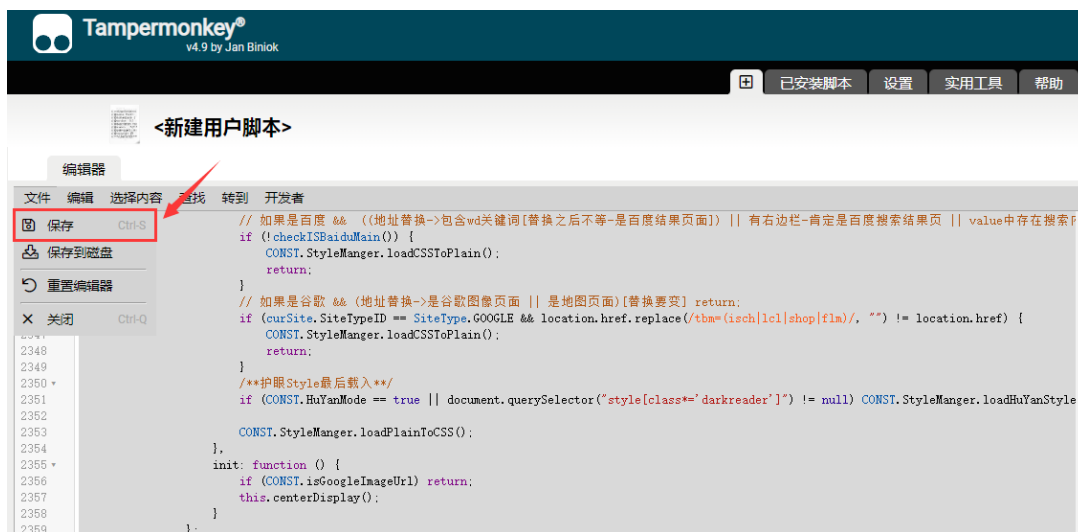 Tampermonkey®
v4.9 by Jan Biniok
已安装脚本 设置 实用工具 帮助
<新建用户脚本>
编辑器
文件 编辑 选择内容 查找 转到 开发者
保存 Ctrl-S
保存到磁盘
重置编辑器
关闭 Ctrl-Q
// 如果是百度 && ((地址替换->包含wd关键词[替换之后不等-是百度结果页面]) || 有右边栏-肯定是百度搜索结果页 || value中存在搜索
if (!checkISBaiduMain()) {
CONST.StyleManger.loadCSSToPlain();
return;
}
// 如果是谷歌 && (地址替换->是谷歌图像页面 || 是地图页面)[替换要变] return;
if (curSite.SiteTypeID == SiteType.GOOGLE && location.href.replace(/tbm=(isch|lcl|shop|flm)/, "") != location.href) {
CONST.StyleManger.loadCSSToPlain();
2348 return;
2349 }
2350 /**护眼Style最后载入**/
2351 if (CONST.HuYanMode == true || document.querySelector("style[class*='darkreader']") != null) CONST.StyleManger.loadHuYanStyle
2352
2353 CONST.StyleManger.loadPlainToCSS();
2354 },
2355 init: function () {
2356 if (CONST.isGoogleImageUrl) return;
2357 this.centerDisplay();
2358 }
2359 };